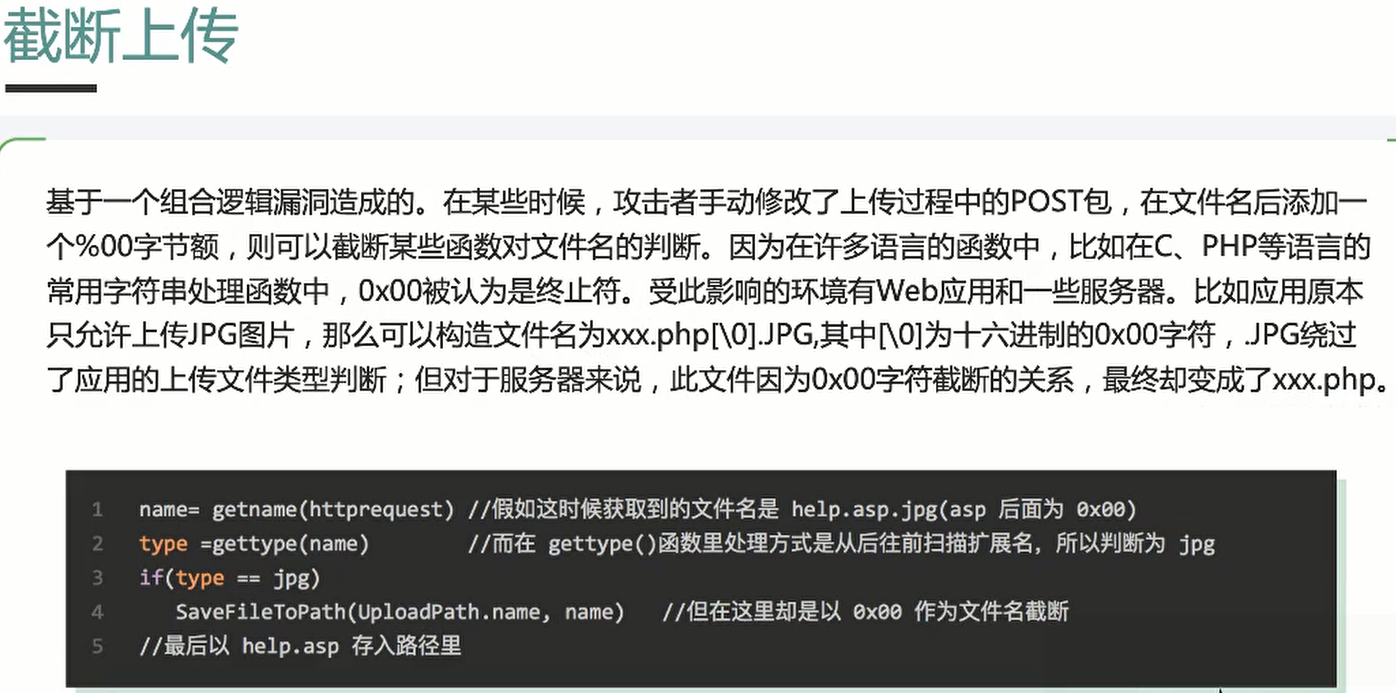 截断上传
基于一个组合逻辑漏洞造成的。在某些时候，攻击者手动修改了上传过程中的POST包，在文件名后添加一
个%00字节额，则可以截断某些函数对文件名的判断。因为在许多语言的函数中，比如在C、PHP等语言的
常用字符串处理函数中，0x00被认为是终止符。受此影响的环境有Web应用和一些服务器。比如应用原本
只允许上传JPG图片，那么可以构造文件名为xxx.php[\0].JPG,其中[\0]为十六进制的0x00字符，.JPG绕过
了应用的上传文件类型判断；但对于服务器来说，此文件因为0x00字符截断的关系，最终却变成了xxx.php。
1 name= getname(httprequest) //假如这时候获取到的文件名是 help.asp.jpg(asp 后面为 0x00)
2 type =gettype(name) //而在 gettype()函数里处理方式是从后往前扫描扩展名，所以判断为 jpg
3 if(type == jpg)
4 SaveFileToPath(UploadPath.name, name) //但在这里却是以 0x00 作为文件名截断
5 //最后以 help.asp 存入路径里